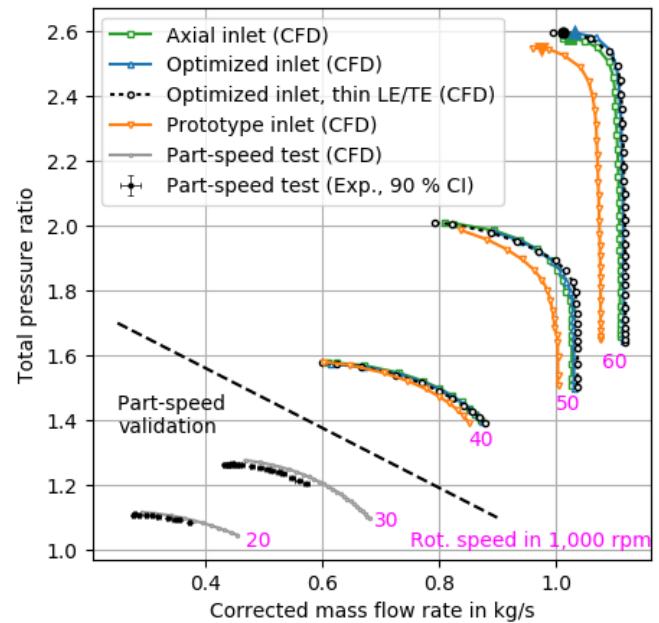 2.6
2.4
2.2
2.0
1.8
1.6
1.4
1.2
1.0
Total pressure ratio
Axial inlet (CFD)
Optimized inlet (CFD)
Optimized inlet, thin LE/TE (CFD)
Prototype inlet (CFD)
Part-speed test (CFD)
Part-speed test (Exp., 90 % CI)
60
50
40
Part-speed
validation
30
20
Rot. speed in 1,000 rpm
0.4
0.6
0.8
1.0
Corrected mass flow rate in kg/s